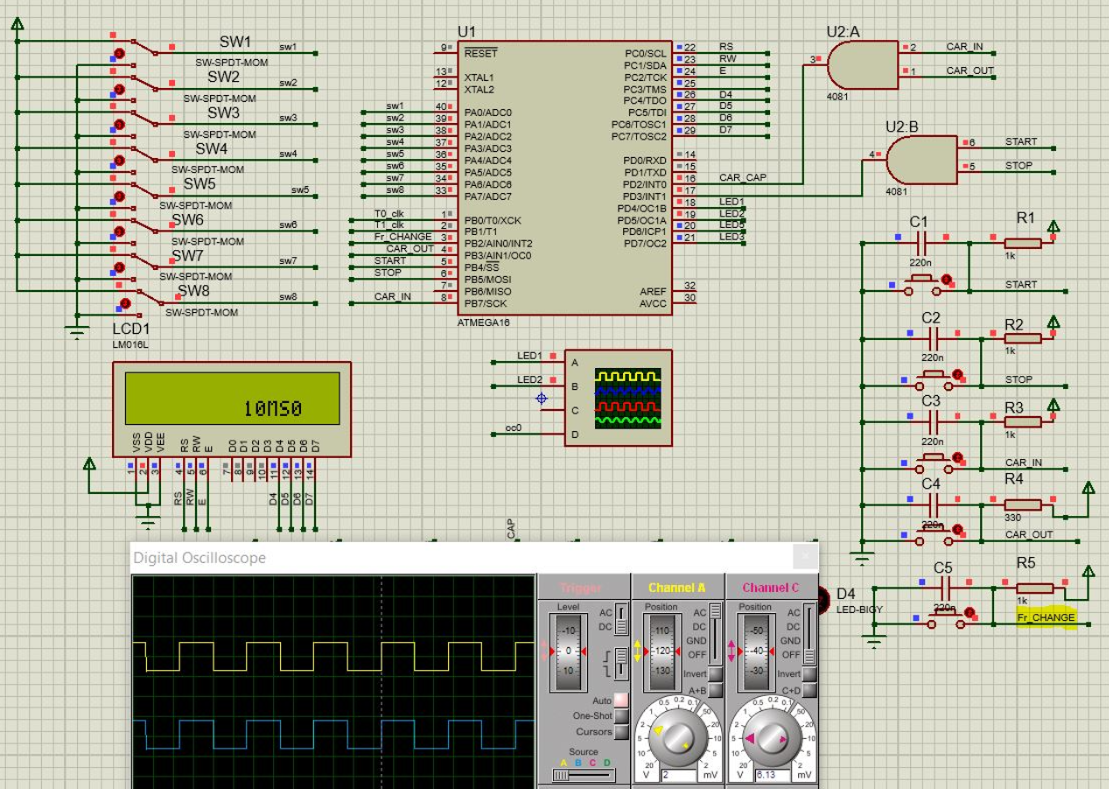 SW1
sw1
SW-SPDT-MOM
SW2
sw2
SW-SPDT-MOM
SW3
sw3
SW-SPDT-MOM
SW4
sw4
SW-SPDT-MOM
SW5
sw5
SW-SPDT-MOM
SW6
sw6
SW-SPDT-MOM
SW7
sw7
SW-SPDT-MOM
SW8
sw8
SW-SPDT-MOM
U1
9 RESET
13 XTAL1
12 XTAL2
sw1 40 PA0/ADC0
sw2 39 PA1/ADC1
sw3 38 PA2/ADC2
sw4 37 PA3/ADC3
sw5 36 PA4/ADC4
sw6 35 PA5/ADC5
sw7 34 PA6/ADC6
sw8 33 PA7/ADC7
T0_clk 1 PB0/T0/XCK
T1_clk 2 PB1/T1
Fr_CHANGE 3 PB2/AIN0/INT2
CAR_OUT 4 PB3/AIN1/OC0
START 5 PB4/SS
STOP 6 PB5/MOSI
7 PB6/MISO
CAR_IN 8 PB7/SCK
PC0/SCL 22 RS
PC1/SDA 23 RW
PC2/TCK 24 E
PC3/TMS 25
PC4/TDO 26 D4
PC5/TDI 27 D5
PC6/TOSC1 28 D6
PC7/TOSC2 29 D7
PD0/RXD 14
PD1/TXD 15
PD2/INT0 16 CAR_CAP
PD3/INT1 17
PD4/OC1B 18 LED1
PD5/OC1A 19 LED2
PD6/ICP1 20 LED5
PD7/OC2 21 LED3
AREF 32
AVCC 30
ATMEGA16
U2:A
3
2 CAR_IN
1 CAR_OUT
4081
U2:B
4
6 START
5 STOP
4081
C1
220n
R1
1k
START
C2
220n
R2
1k
STOP
C3
220n
R3
1k
CAR_IN
C4
220n
R4
330
CAR_OUT
C5
220n
R5
1k
Fr_CHANGE
LCD1
LM016L
10MS0
VSS VDD VEE RS RW E D0 D1 D2 D3 D4 D5 D6 D7
1 2 3 4 5 6 7 8 9 10 11 12 13 14
RS RW E D4 D5 D6 D7
LED1 A
LED2 B
C
oc0 D
CAP
D4
LED-BIGY
Digital Oscilloscope
Trigger
Level
-10
0
10
AC
DC
Auto
One-Shot
Cursors
Source
A B C D
Channel A
Position
110
-120
-130
AC
DC
GND
OFF
Invert
A+B
20 10 5 2 1 0.5 0.2 0.1 50 20 10 5 2
V 2 mV
Channel C
Position
-50
-40
-30
AC
DC
GND
OFF
Invert
C+D
20 10 5 2 1 0.5 0.2 0.1 50 20 10 5 2
V 6.13 mV